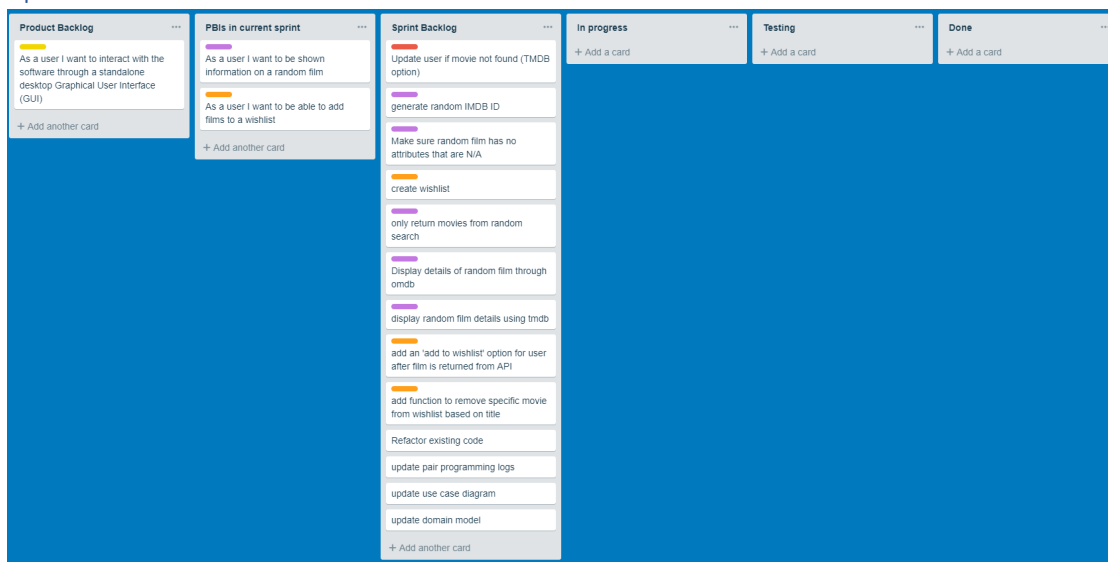 Product Backlog
As a user I want to interact with the
software through a standalone
desktop Graphical User Interface
(GUI)
+ Add another card
PBIs in current sprint
As a user I want to be shown
information on a random film
As a user I want to be able to add
films to a wishlist
+ Add another card
Sprint Backlog
Update user if movie not found (TMDB
option)
generate random IMDB ID
Make sure random film has no
attributes that are N/A
create wishlist
only return movies from random
search
Display details of random film through
omdb
display random film details using tmdb
add an 'add to wishlist' option for user
after film is returned from API
add function to remove specific movie
from wishlist based on title
Refactor existing code
update pair programming logs
update use case diagram
update domain model
+ Add another card
In progress
+ Add a card
Testing
+ Add a card
Done
+ Add a card